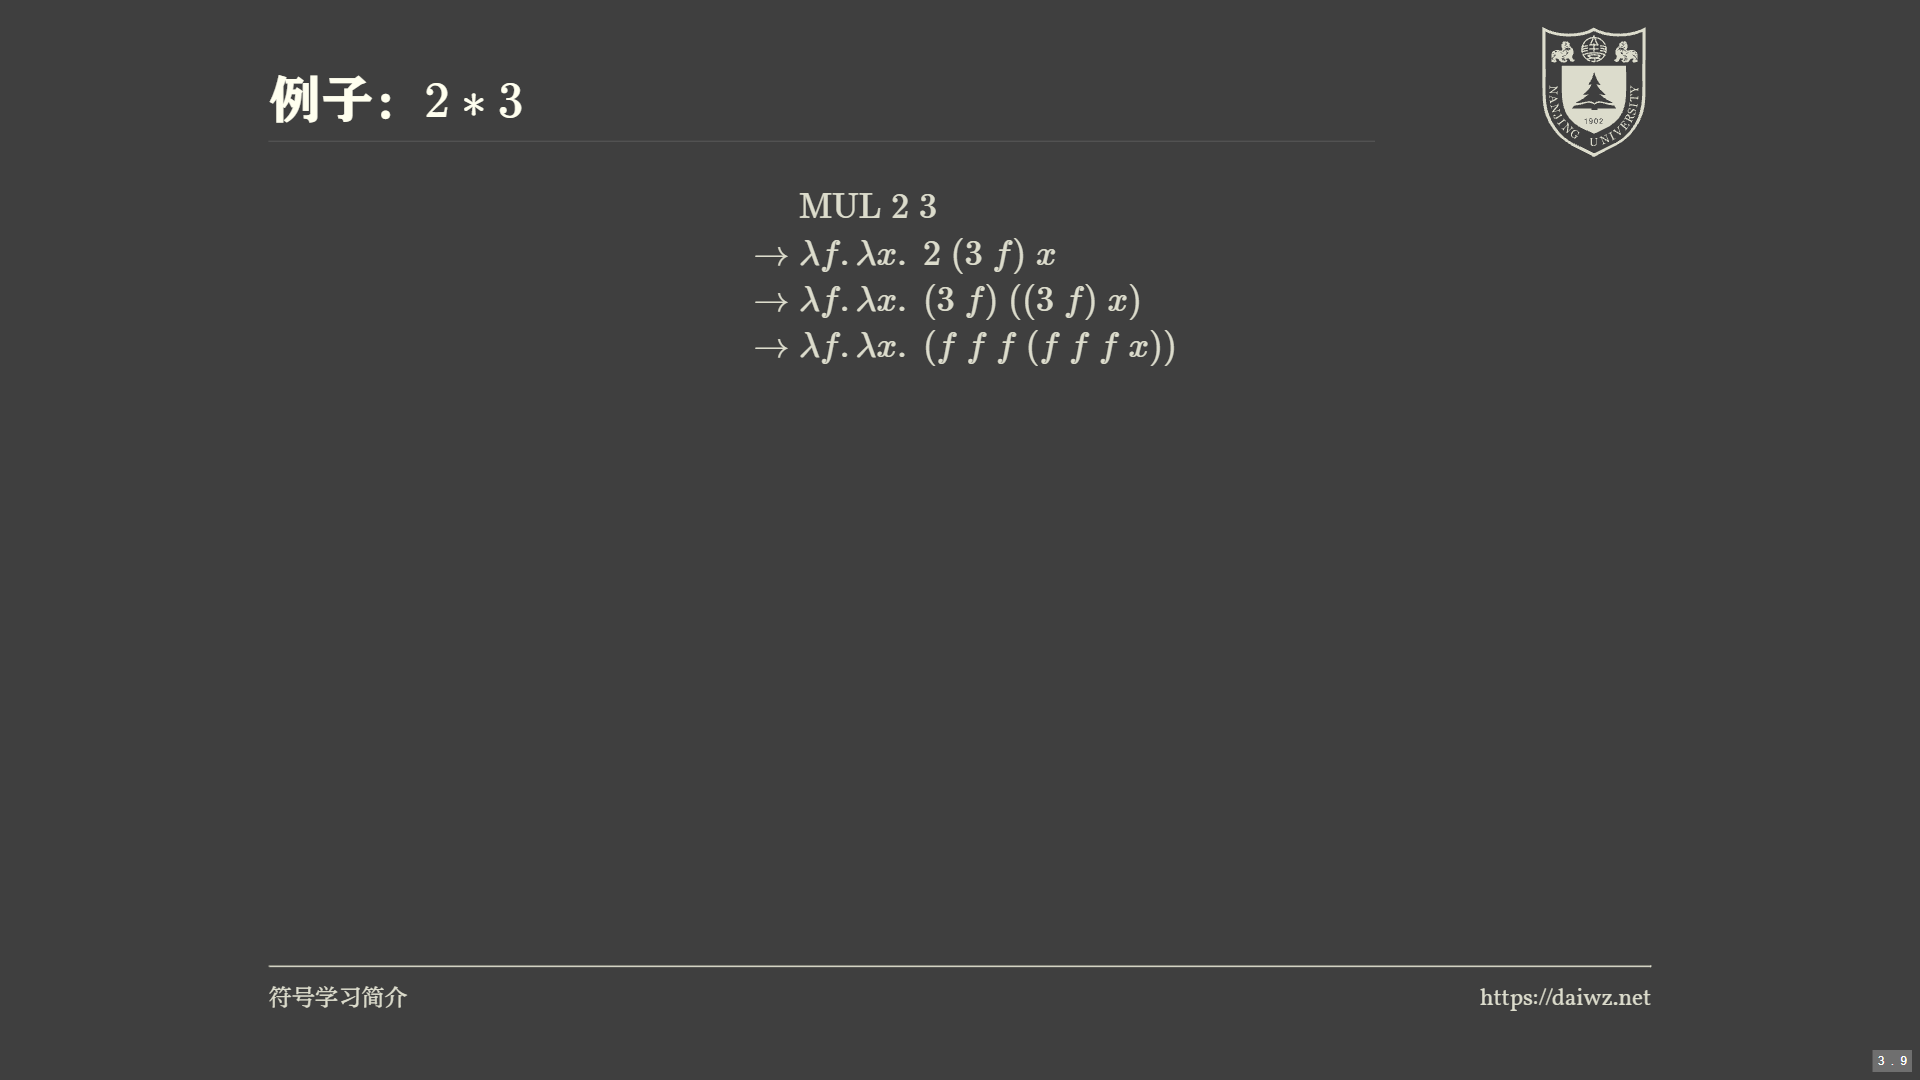 例子：2 ∗ 3
NANJING UNIVERSITY
1902
MUL 2 3
→ λf. λx. 2 (3 f) x
→ λf. λx. (3 f) ((3 f) x)
→ λf. λx. (f f f (f f f x))
符号学习简介
https://daiwz.net
3 . 9